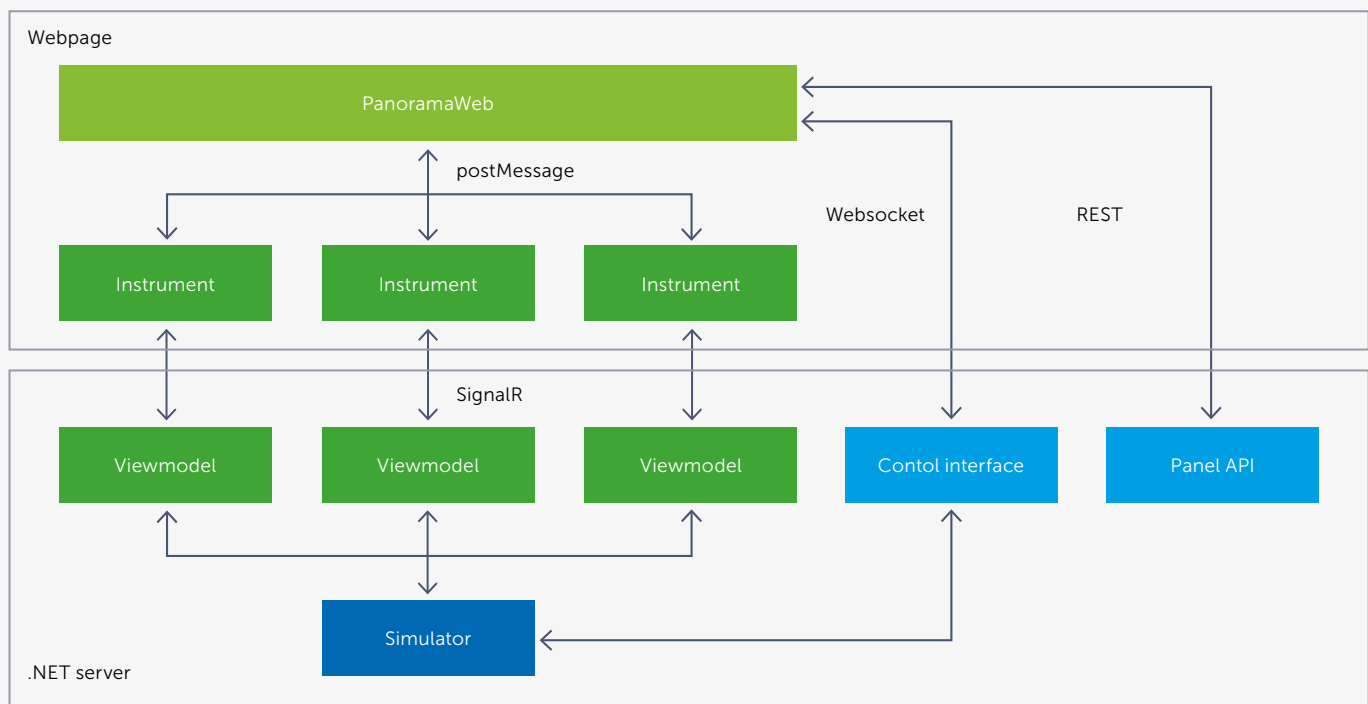 Webpage
PanoramaWeb
postMessage
Websocket
REST
Instrument
Instrument
Instrument
SignalR
Viewmodel
Viewmodel
Viewmodel
Contol interface
Panel API
Simulator
.NET server